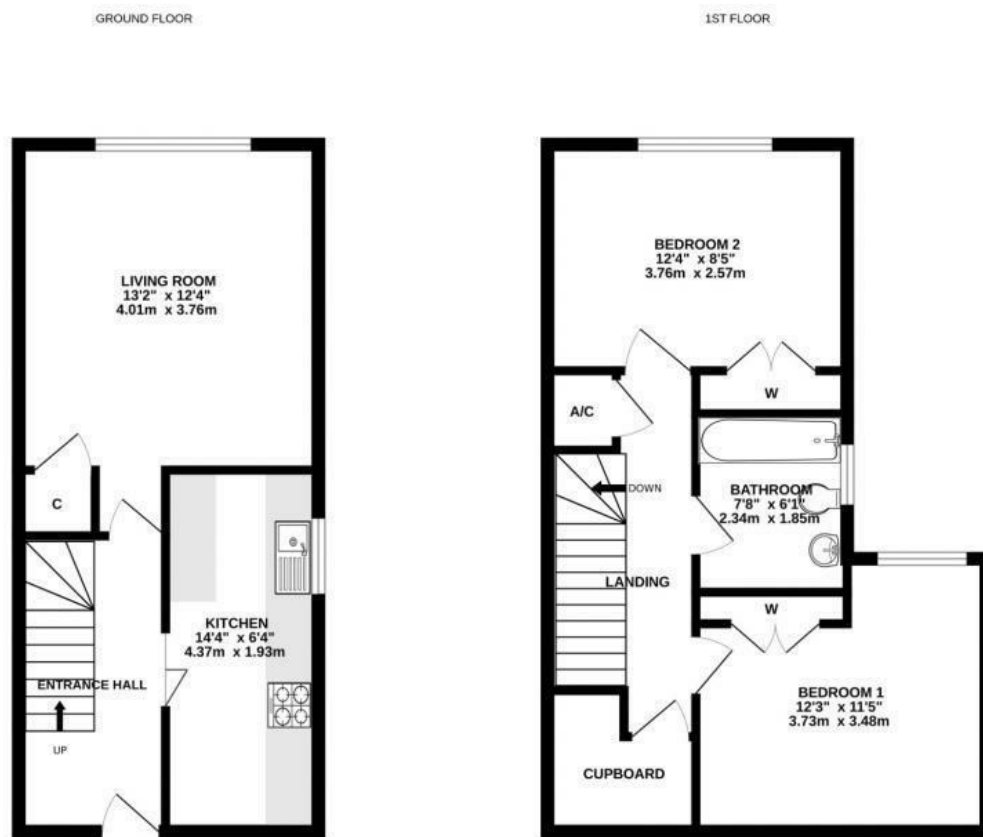 GROUND FLOOR
LIVING ROOM
13'2" x 12'4"
4.01m x 3.76m
C
KITCHEN
14'4" x 6'4"
4.37m x 1.93m
ENTRANCE HALL
UP
1ST FLOOR
BEDROOM 2
12'4" x 8'5"
3.76m x 2.57m
A/C
W
DOWN
BATHROOM
7'8" x 6'1"
2.34m x 1.85m
LANDING
W
BEDROOM 1
12'3" x 11'5"
3.73m x 3.48m
CUPBOARD